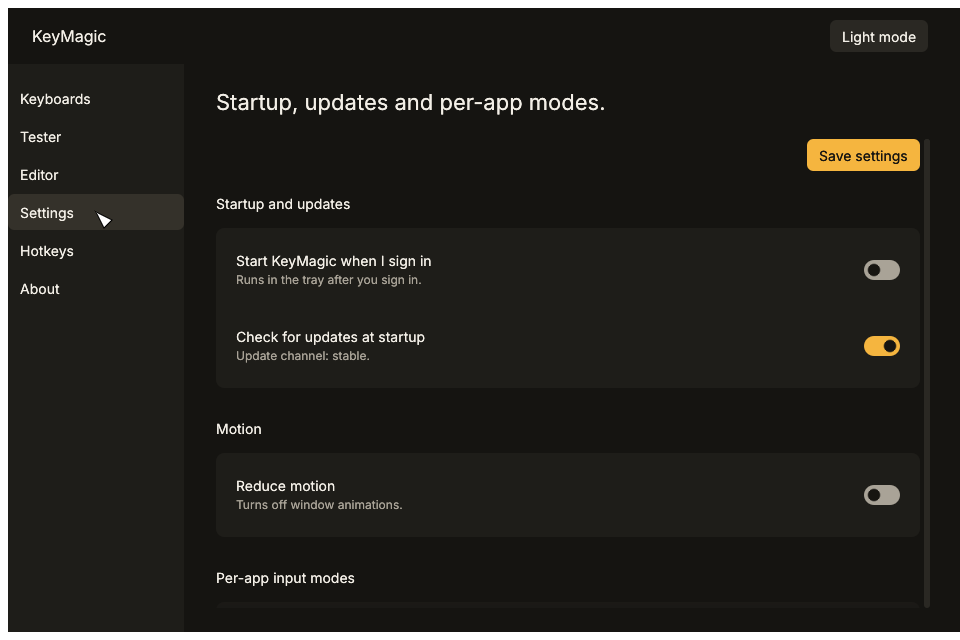 KeyMagic
Light mode
Keyboards
Tester
Editor
Settings
Hotkeys
About
Startup, updates and per-app modes.
Save settings
Startup and updates
Start KeyMagic when I sign in
Runs in the tray after you sign in.
Check for updates at startup
Update channel: stable.
Motion
Reduce motion
Turns off window animations.
Per-app input modes